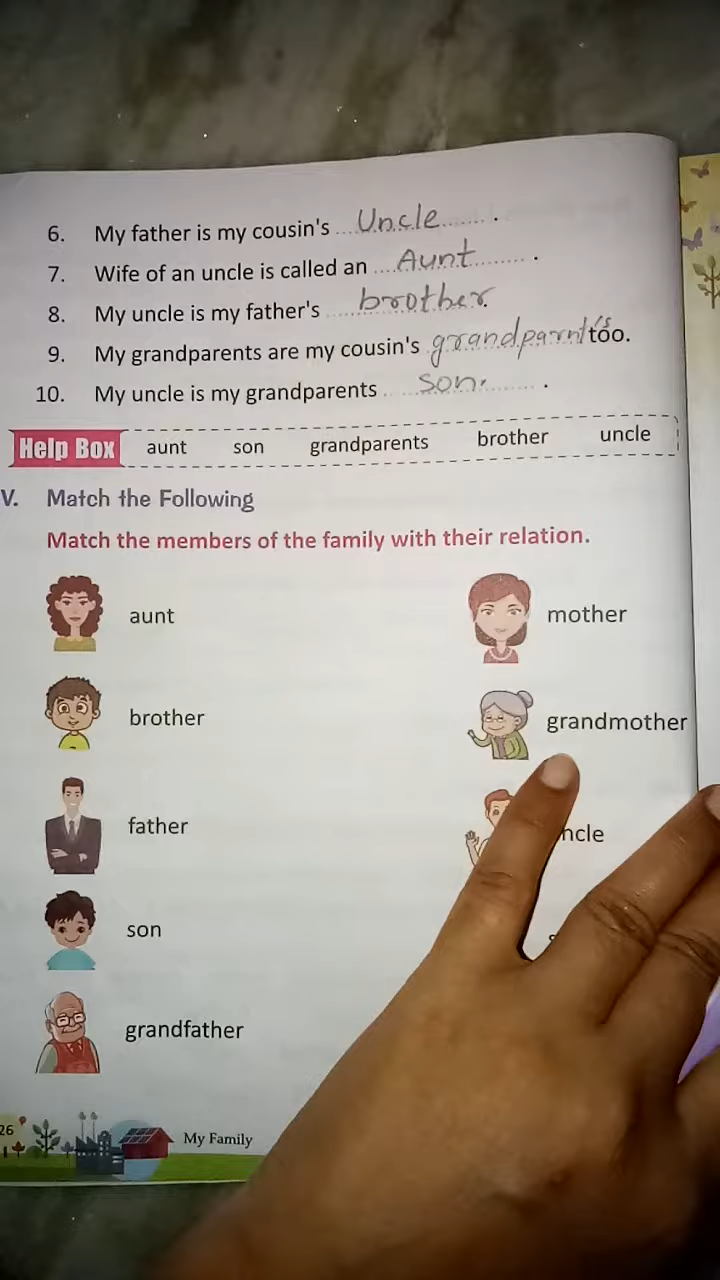 6. My father is my cousin's ...Uncle....... .
7. Wife of an uncle is called an ....Aunt.......... .
8. My uncle is my father's ....brother.
9. My grandparents are my cousin's grandparnt's too.
10. My uncle is my grandparents ....son.......... .
Help Box aunt son grandparents brother uncle
V. Match the Following
Match the members of the family with their relation.
aunt mother
brother grandmother
father ncle
son
grandfather
26 My Family